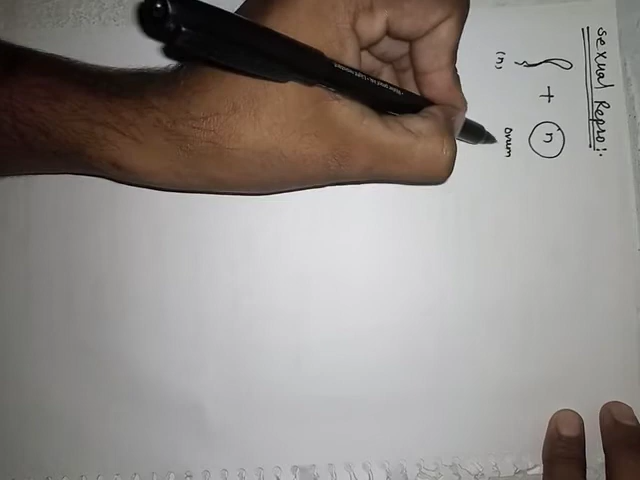 Sexual Repro :-
+ n
(n) ovum